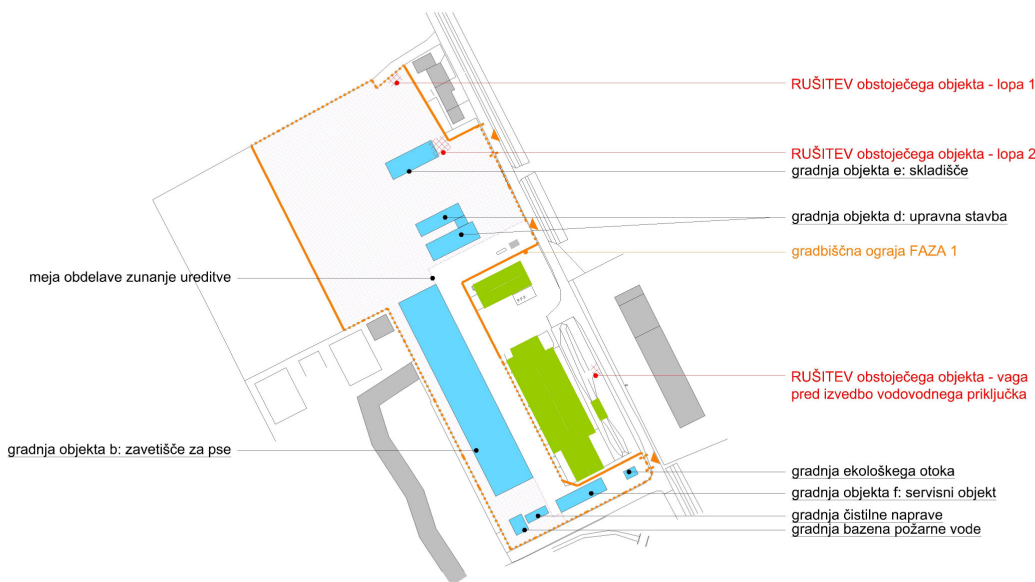 RUŠITEV obstoječega objekta - lopa 1
RUŠITEV obstoječega objekta - lopa 2
gradnja objekta e: skladišče
gradnja objekta d: upravna stavba
gradbiščna ograja FAZA 1
meja obdelave zunanje ureditve
RUŠITEV obstoječega objekta - vaga
pred izvedbo vodovodnega priključka
gradnja objekta b: zavetišče za pse
gradnja ekološkega otoka
gradnja objekta f: servisni objekt
gradnja čistilne naprave
gradnja bazena požarne vode